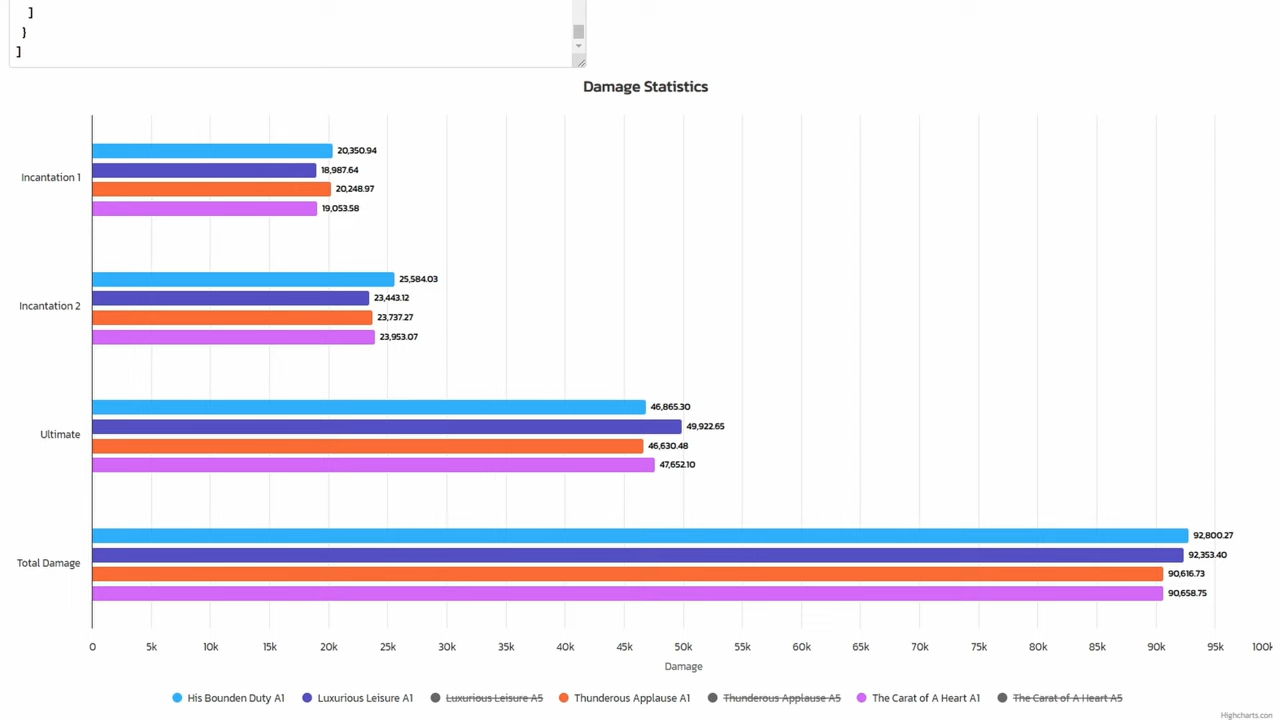 ]
}
]
Damage Statistics
Incantation 1
20,350.94
18,987.64
20,248.97
19,053.58
Incantation 2
25,584.03
23,443.12
23,737.27
23,953.07
Ultimate
46,865.30
49,922.65
46,630.48
47,652.10
Total Damage
92,800.27
92,353.40
90,616.73
90,658.75
0 5k 10k 15k 20k 25k 30k 35k 40k 45k 50k 55k 60k 65k 70k 75k 80k 85k 90k 95k 100k
Damage
His Bounden Duty A1 Luxurious Leisure A1 Luxurious Leisure A5 Thunderous Applause A1 Thunderous Applause A5 The Carat of A Heart A1 The Carat of A Heart A5
Highcharts.com